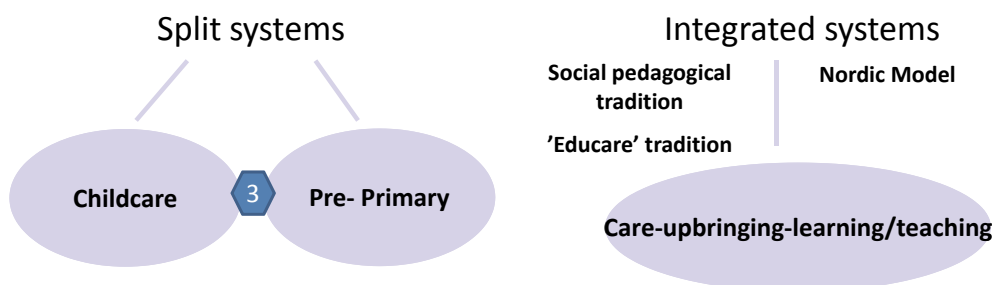 Split systems
Childcare
3
Pre- Primary
Integrated systems
Social pedagogical
tradition
Nordic Model
’Educare’ tradition
Care-upbringing-learning/teaching